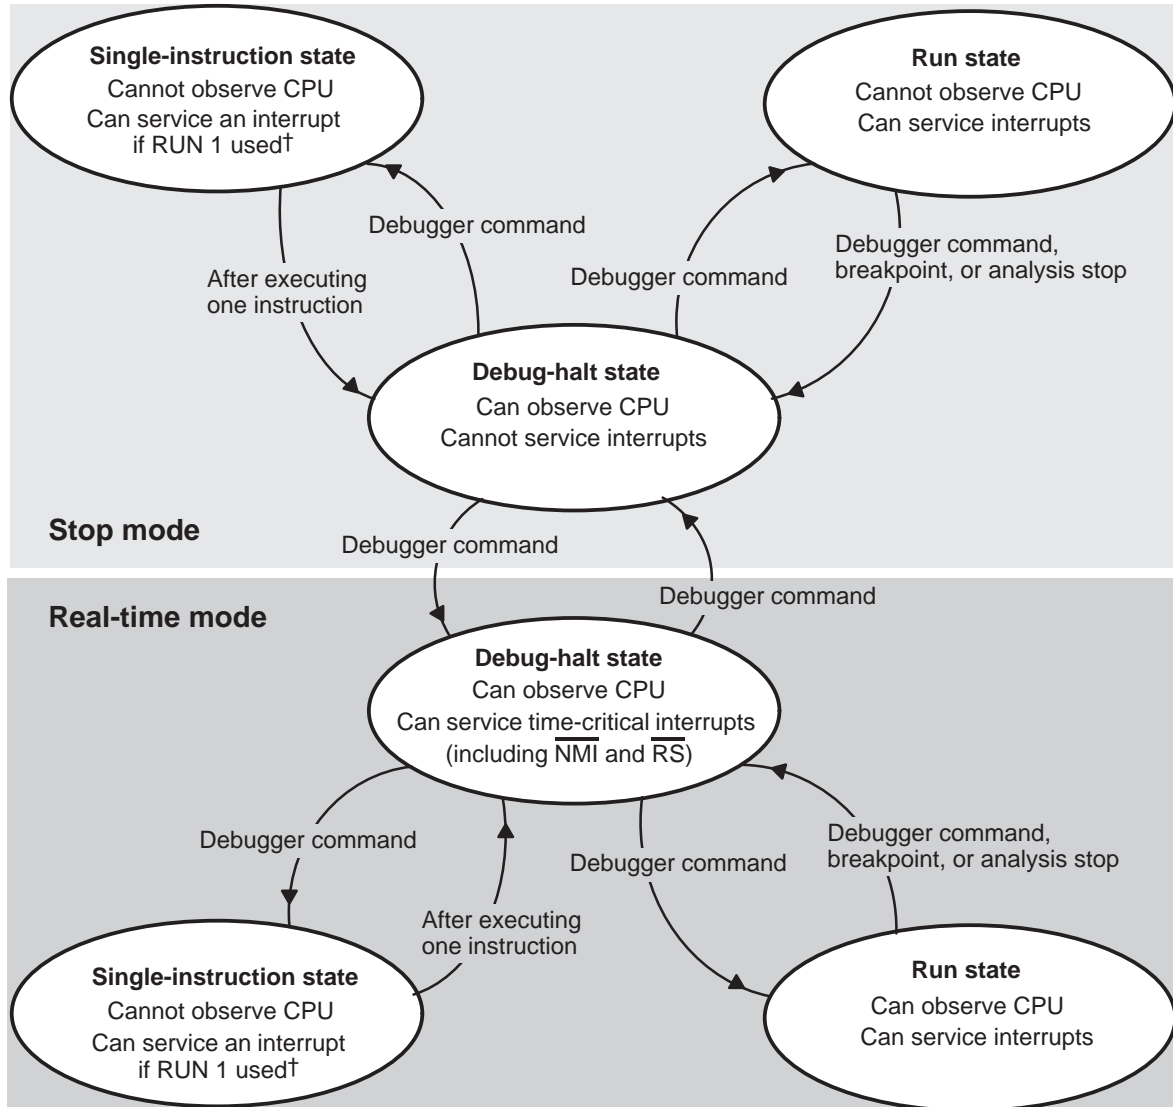 Single-instruction state
Cannot observe CPU
Can service an interrupt
if RUN 1 used†
Run state
Cannot observe CPU
Can service interrupts
Debugger command
Debugger command
Debugger command,
breakpoint, or analysis stop
After executing
one instruction
Debug-halt state
Can observe CPU
Cannot service interrupts
Stop mode
Debugger command
Debugger command
Real-time mode
Debug-halt state
Can observe CPU
Can service time-critical interrupts
(including N̅M̅I̅ and R̅S̅)
Debugger command
Debugger command
Debugger command,
breakpoint, or analysis stop
After executing
one instruction
Single-instruction state
Cannot observe CPU
Can service an interrupt
if RUN 1 used†
Run state
Can observe CPU
Can service interrupts